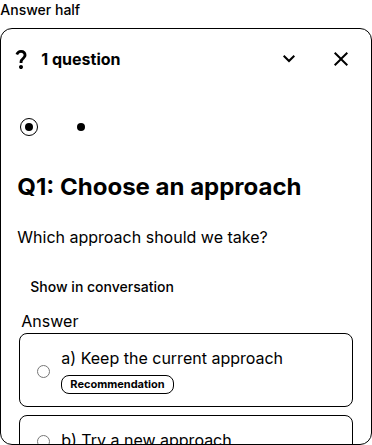 Answer half
? 1 question
Q1: Choose an approach
Which approach should we take?
Show in conversation
Answer
a) Keep the current approach
Recommendation
b) Try a new approach